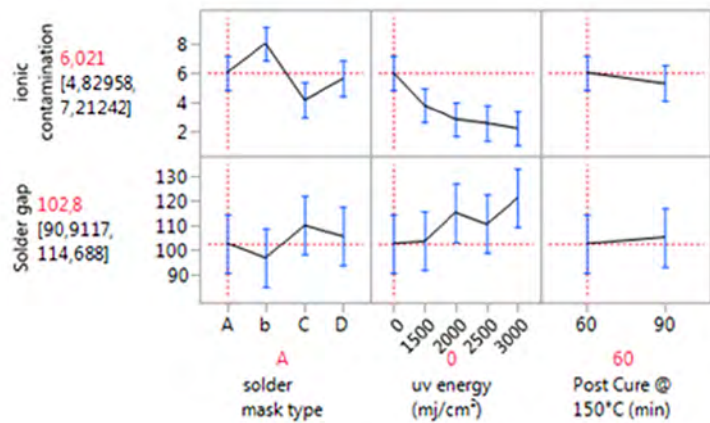 ionic
contamination
6,021
[4,82958,
7,21242]
8
6
4
2
Solder gap
102,8
[90,9117,
114,688]
130
120
110
100
90
A b C D
0 1500 2000 2500 3000
60 90
A
0
60
solder
mask type
uv energy
(mj/cm²)
Post Cure @
150°C (min)